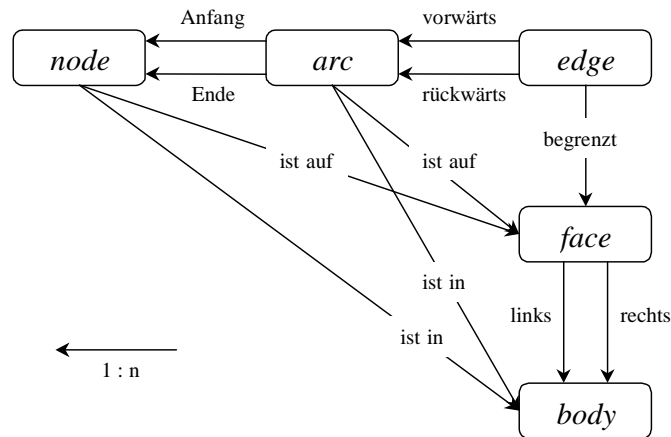 Anfang
vorwärts
node
arc
edge
Ende
rückwärts
begrenzt
ist auf
ist auf
face
ist in
links
rechts
ist in
1 : n
body